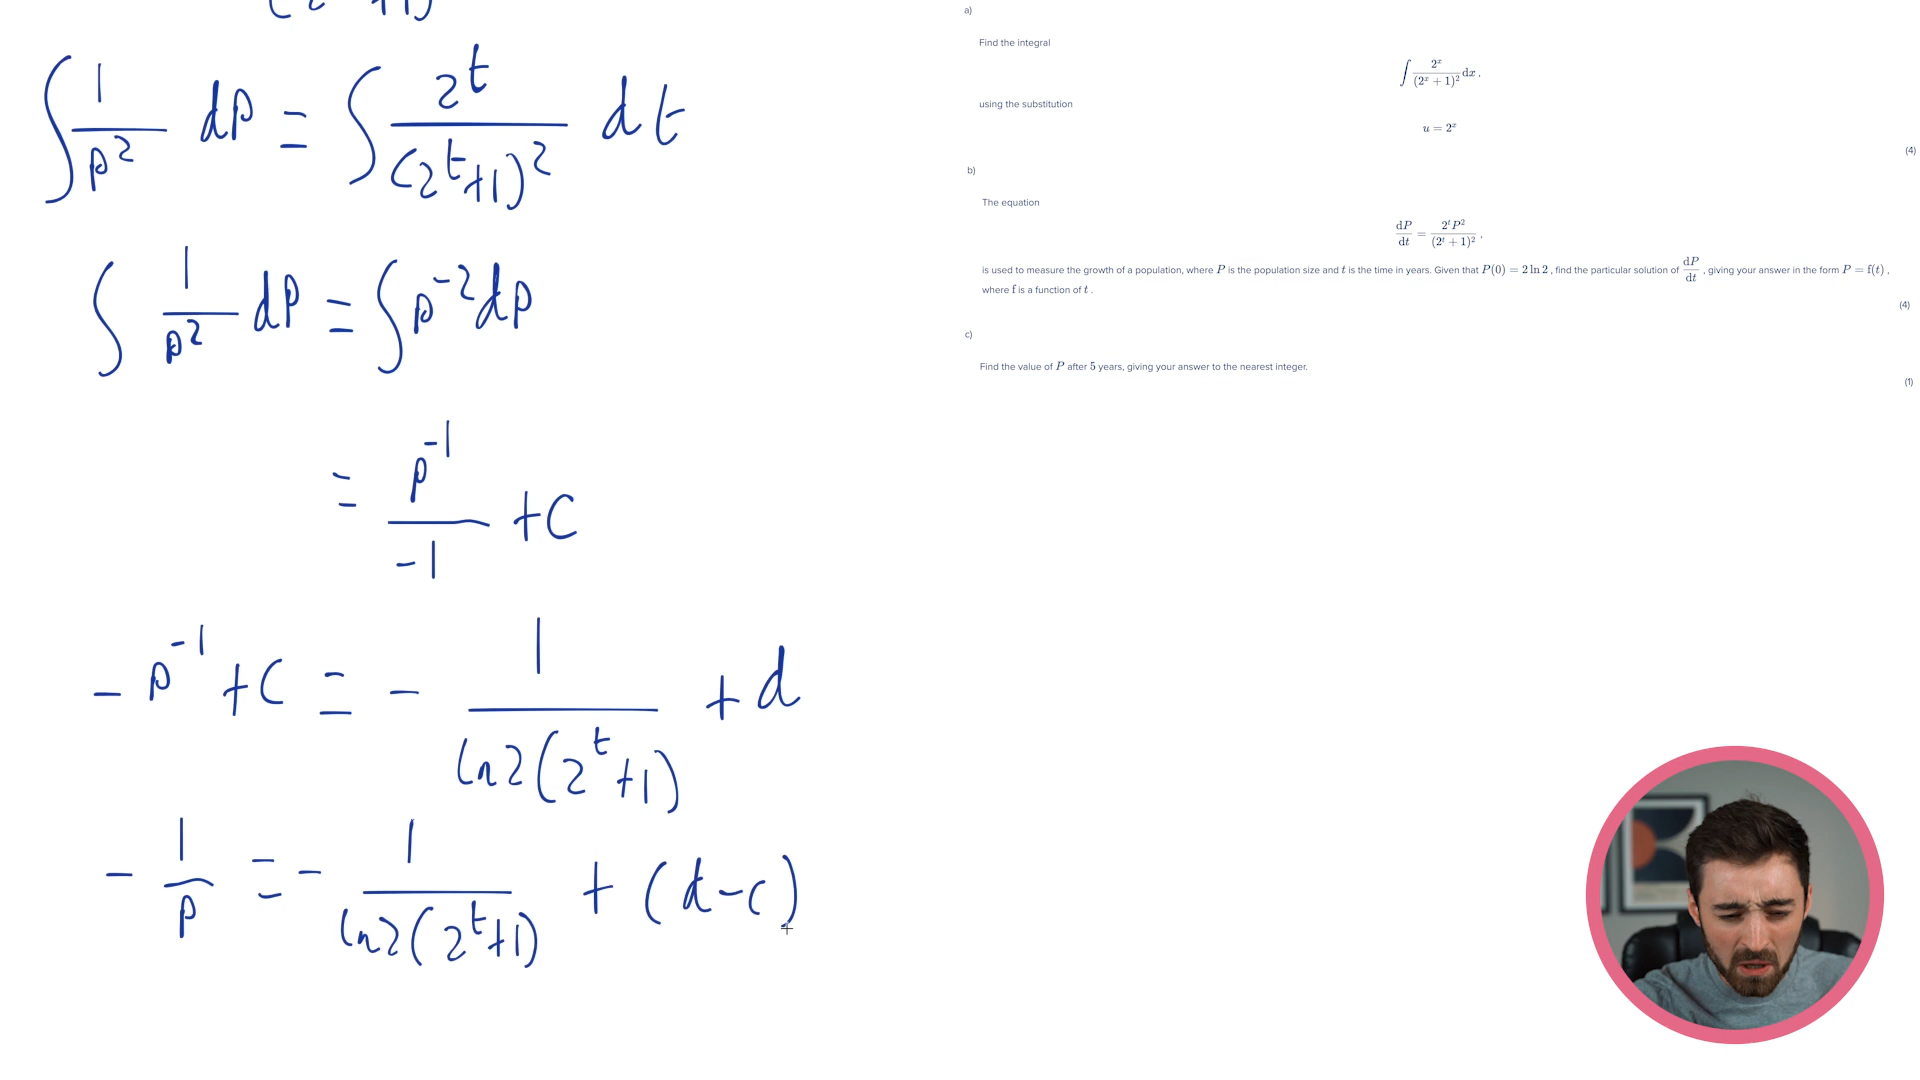 ∫ 1/p² dp = ∫ 2^t/(2^t+1)² dt
∫ 1/p² dp = ∫ p^-2 dp
= p^-1/-1 + C
- p^-1 + C = - 1/ln2(2^t+1) + d
- 1/p = - 1/ln2(2^t+1) + (d-c)
a)
Find the integral
∫ 2^x/(2^x + 1)² dx ,
using the substitution
u = 2^x
(4)
b)
The equation
dP/dt = 2^t P²/(2^t + 1)² ,
is used to measure the growth of a population, where P is the population size and t is the time in years. Given that P(0) = 2 ln 2 , find the particular solution of dP/dt , giving your answer in the form P = f(t) ,
where f is a function of t .
(4)
c)
Find the value of P after 5 years, giving your answer to the nearest integer.
(1)